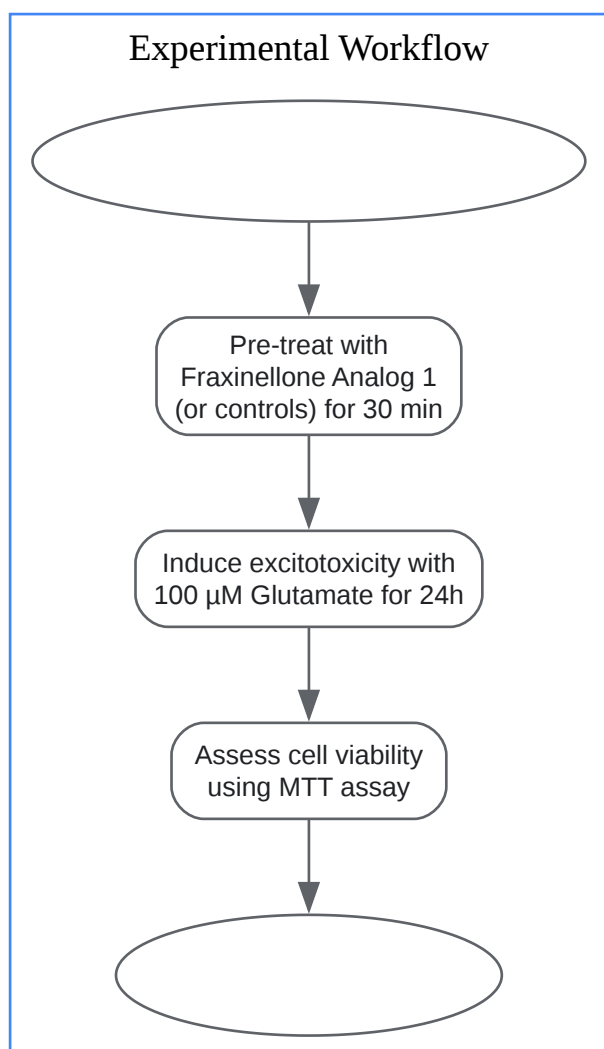 Experimental Workflow
Pre-treat with
Fraxinellone Analog 1
(or controls) for 30 min
Induce excitotoxicity with
100 µM Glutamate for 24h
Assess cell viability
using MTT assay